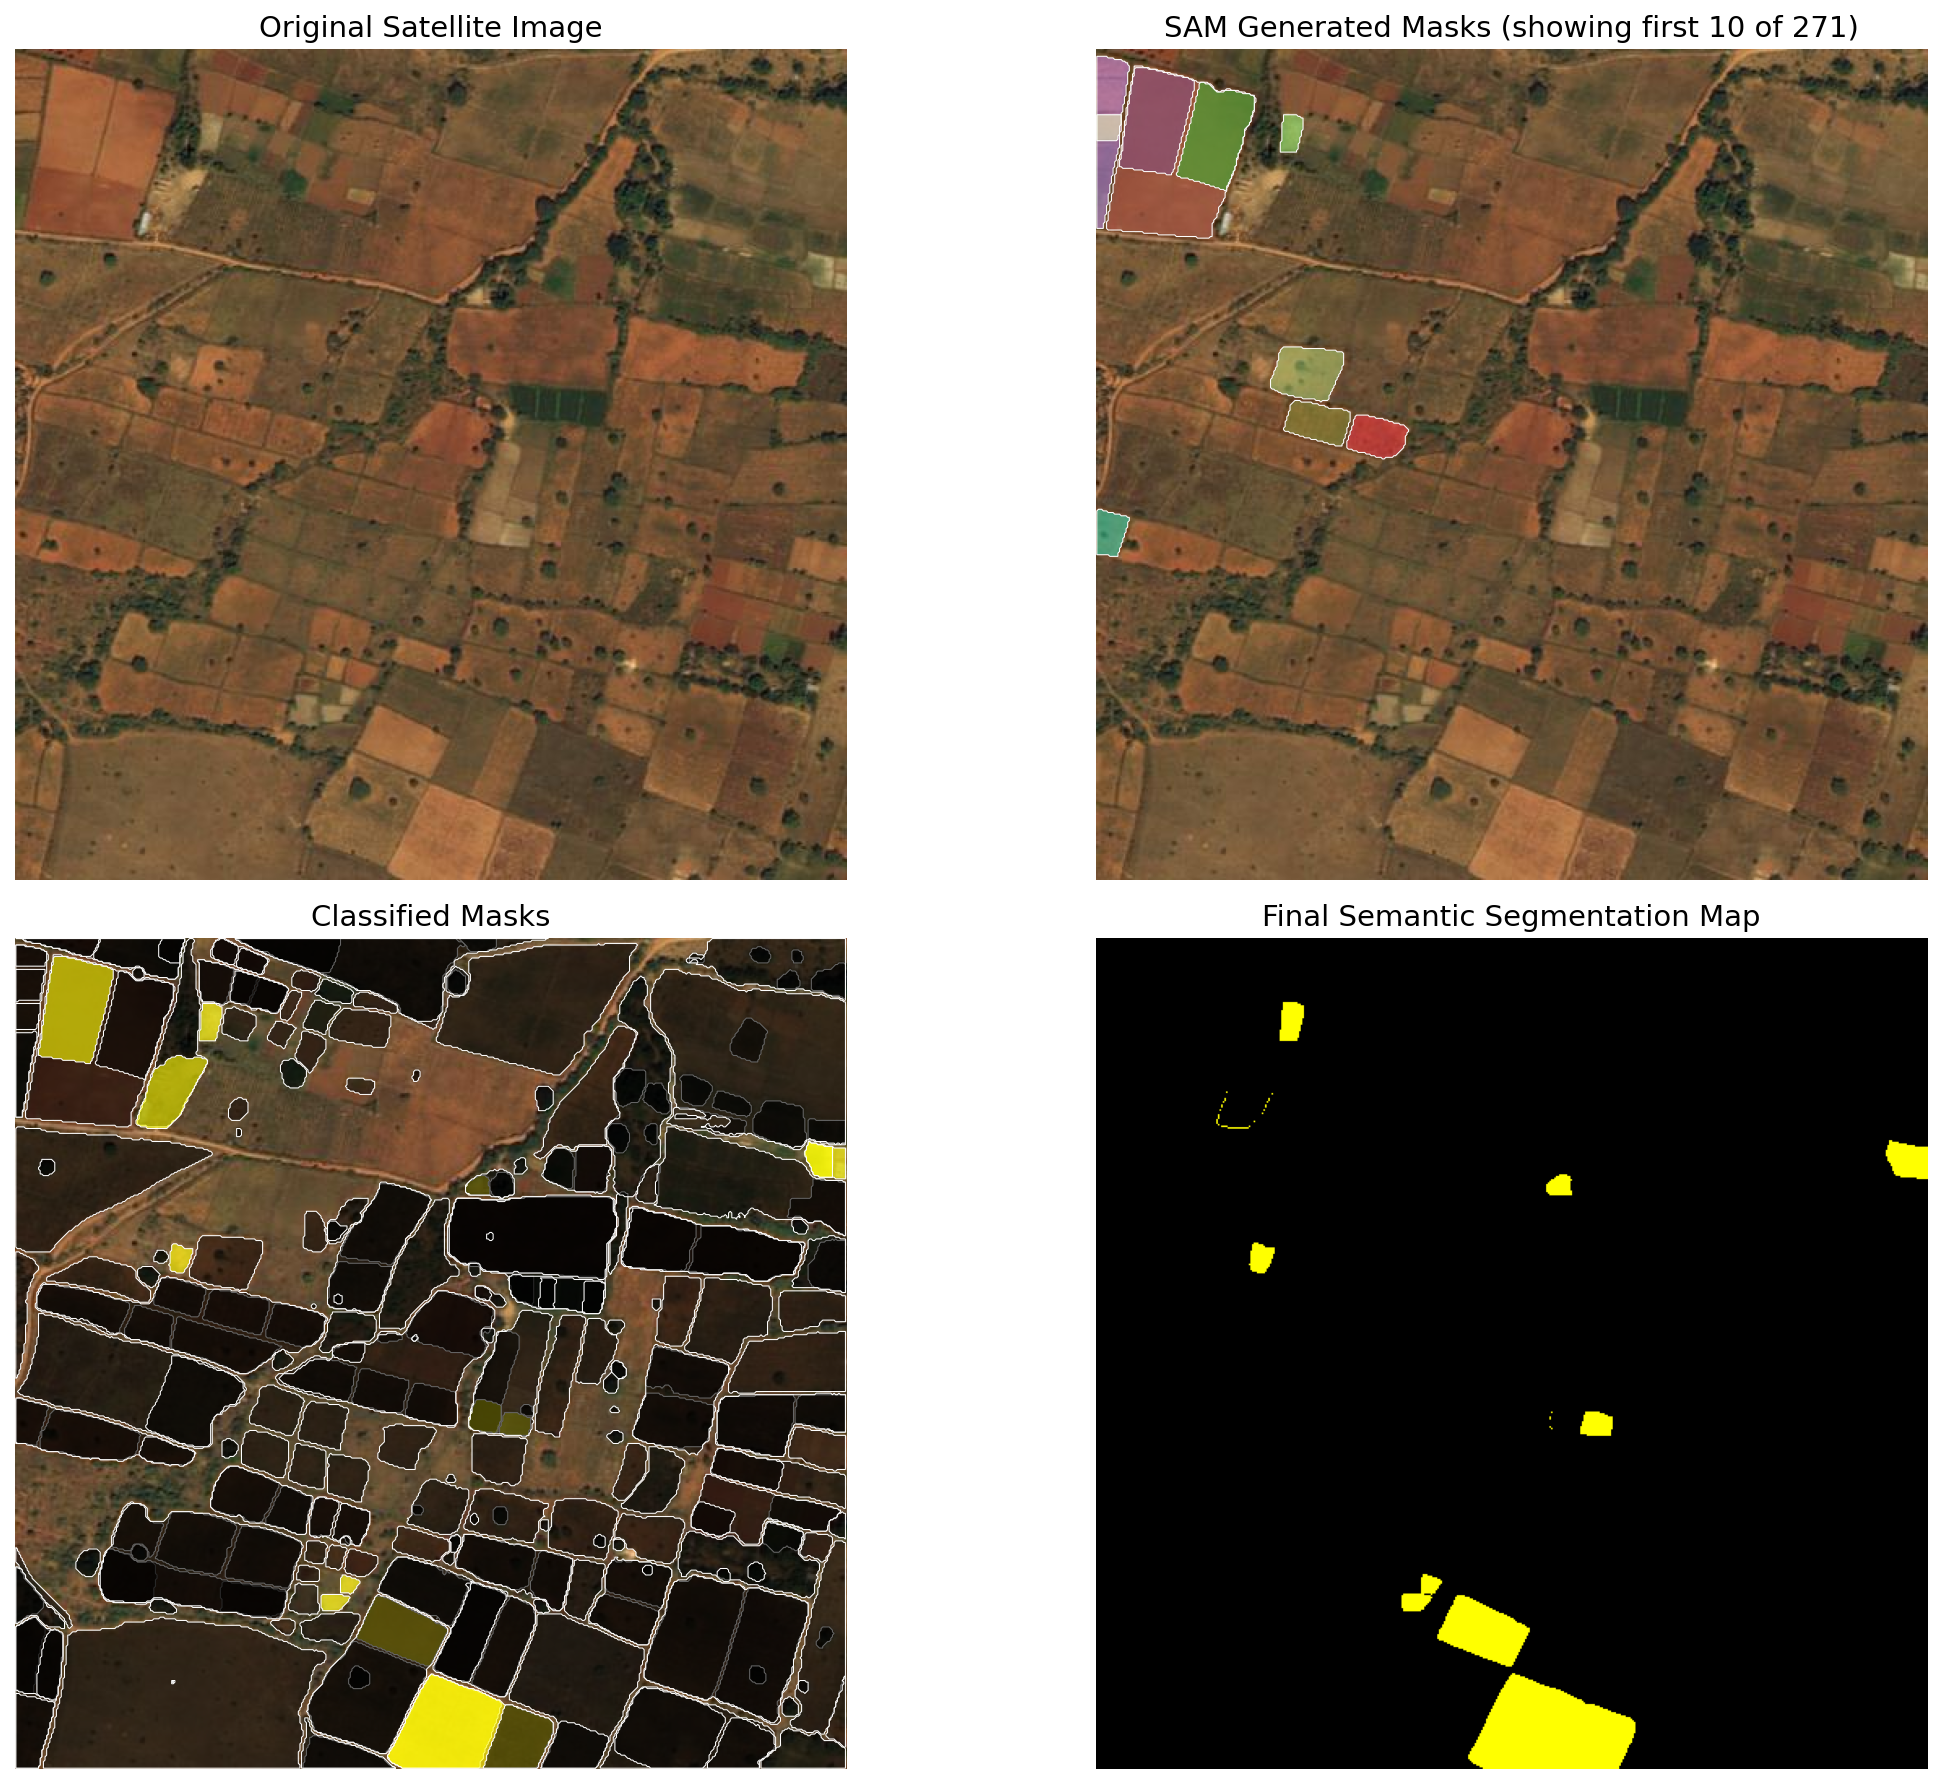 Original Satellite Image
SAM Generated Masks (showing first 10 of 271)
Classified Masks
Final Semantic Segmentation Map